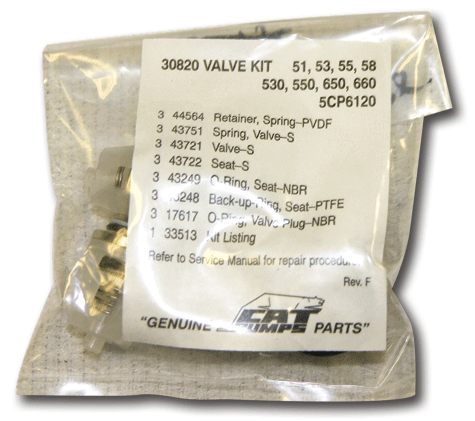 30820 VALVE KIT 51, 53, 55, 58
530, 550, 650, 660
5CP6120
3 44564 Retainer, Spring–PVDF
3 43751 Spring, Valve–S
3 43721 Valve–S
3 43722 Seat–S
3 43249 O-Ring, Seat–NBR
3 Back-up-Ring, Seat–PTFE
3 17617 O-Ring, Valve Plug–NBR
1 33513 Kit Listing
Refer to Service Manual for repair procedure.
Rev. F
CAT
"GENUINE PUMPS PARTS"